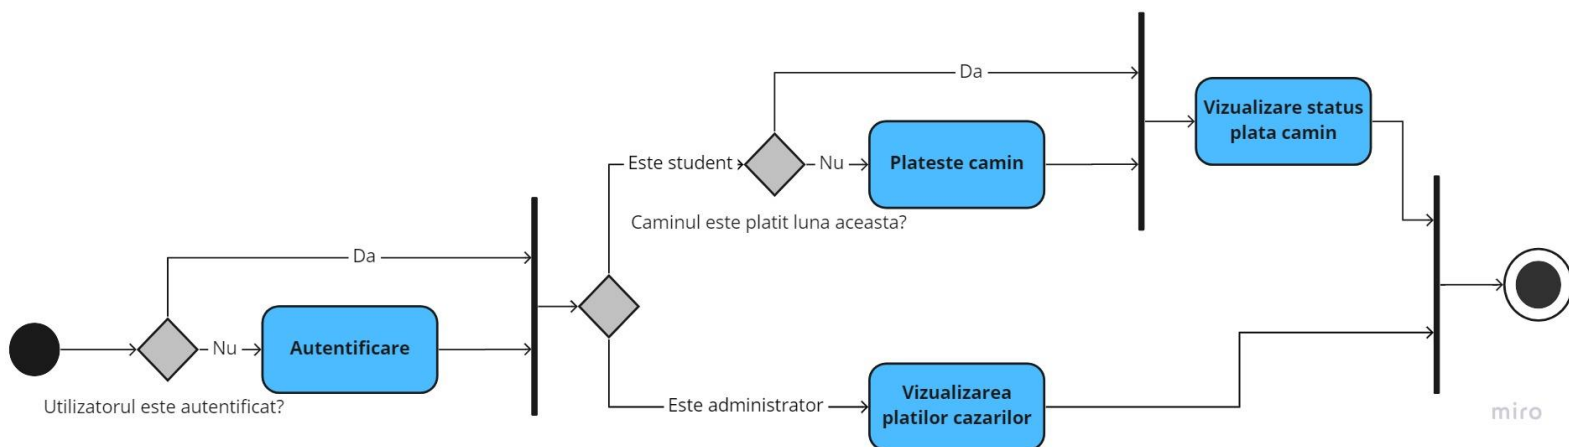 Da
Vizualizare status
plata camin
Este student
Nu
Plateste camin
Caminul este platit luna aceasta?
Da
Nu
Autentificare
Utilizatorul este autentificat?
Este administrator
Vizualizarea
platilor cazarilor
miro